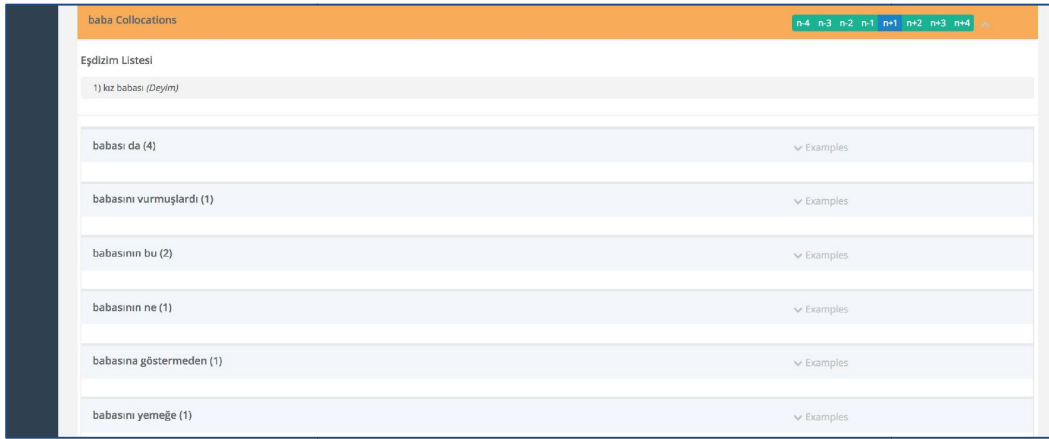 baba Collocations
n-4 n-3 n-2 n-1 n+1 n+2 n+3 n+4
Eşdizim Listesi
1) kız babası (Deyim)
babası da (4)
Examples
babasını vurmuşlardı (1)
Examples
babasının bu (2)
Examples
babasının ne (1)
Examples
babasına göstermeden (1)
Examples
babasını yemeğe (1)
Examples